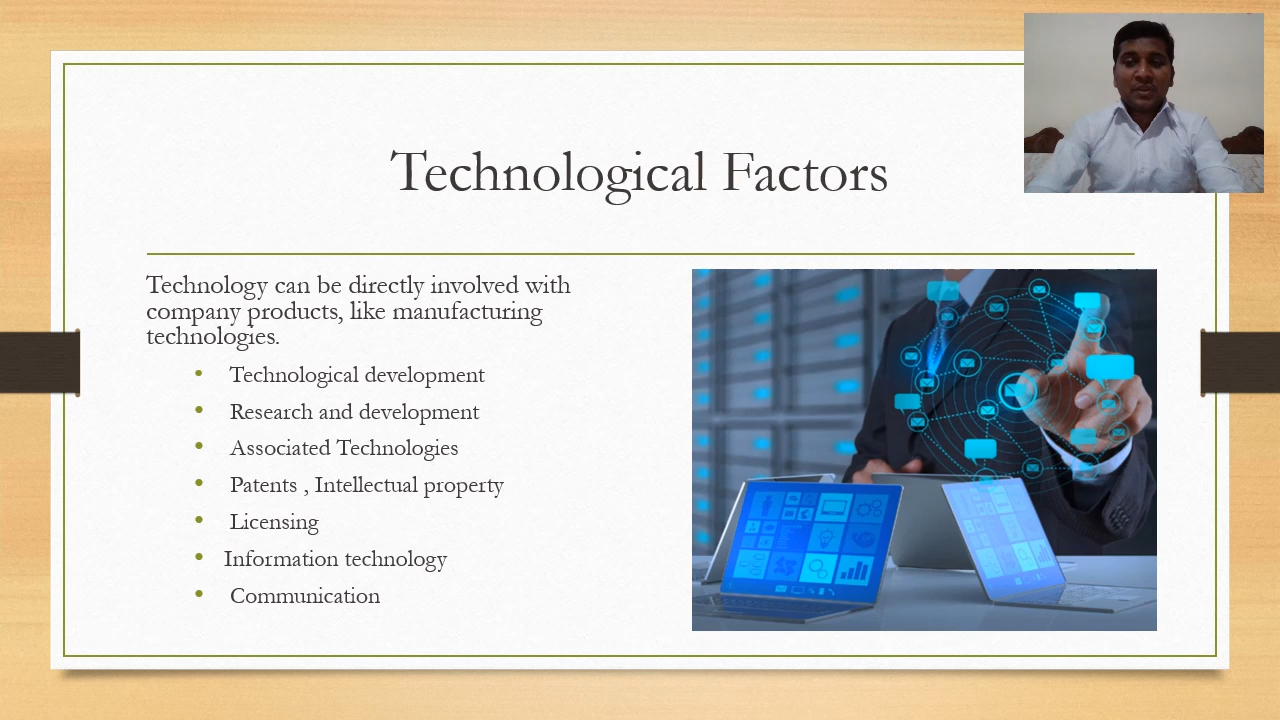 Technological Factors
Technology can be directly involved with
company products, like manufacturing
technologies.
• Technological development
• Research and development
• Associated Technologies
• Patents , Intellectual property
• Licensing
• Information technology
• Communication